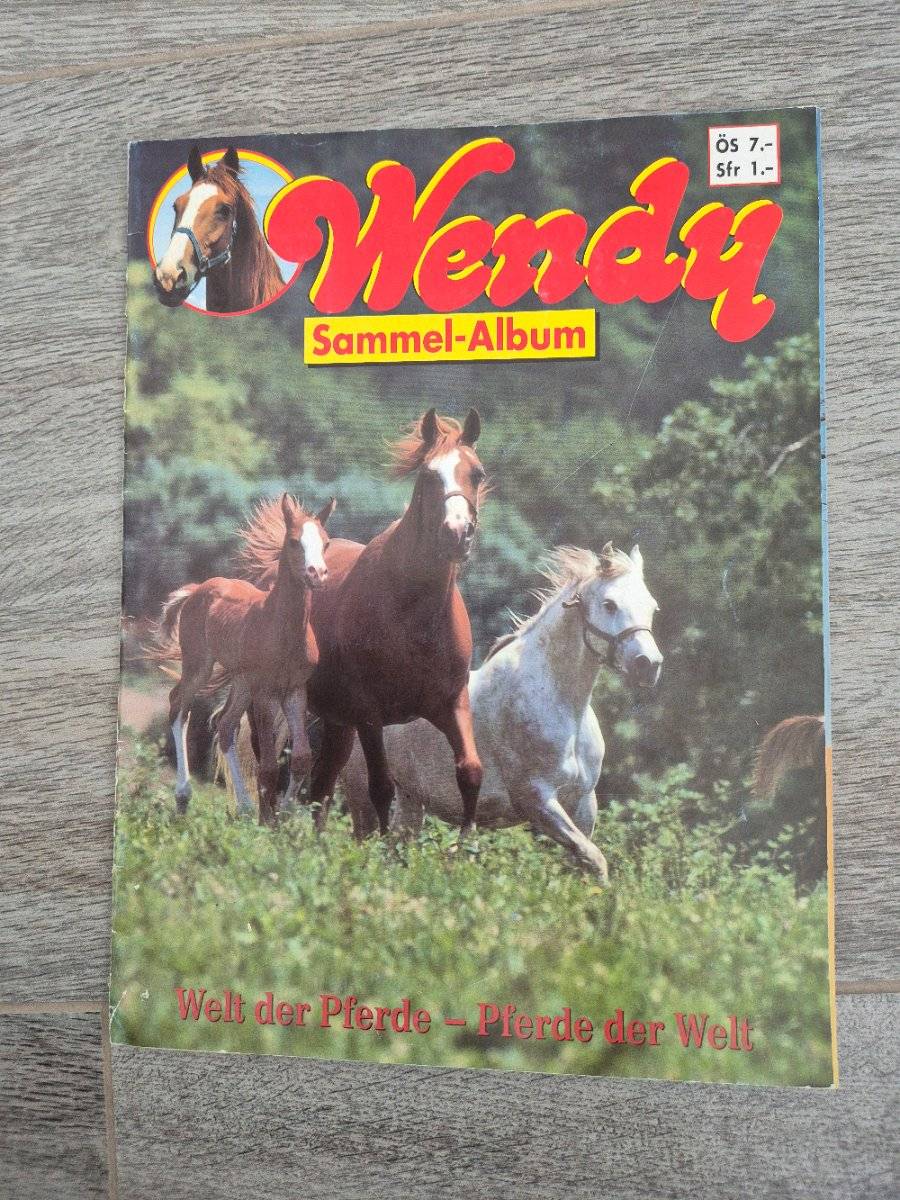 Wendy
ÖS 7.-
Sfr 1.-
Sammel-Album
Welt der Pferde – Pferde der Welt